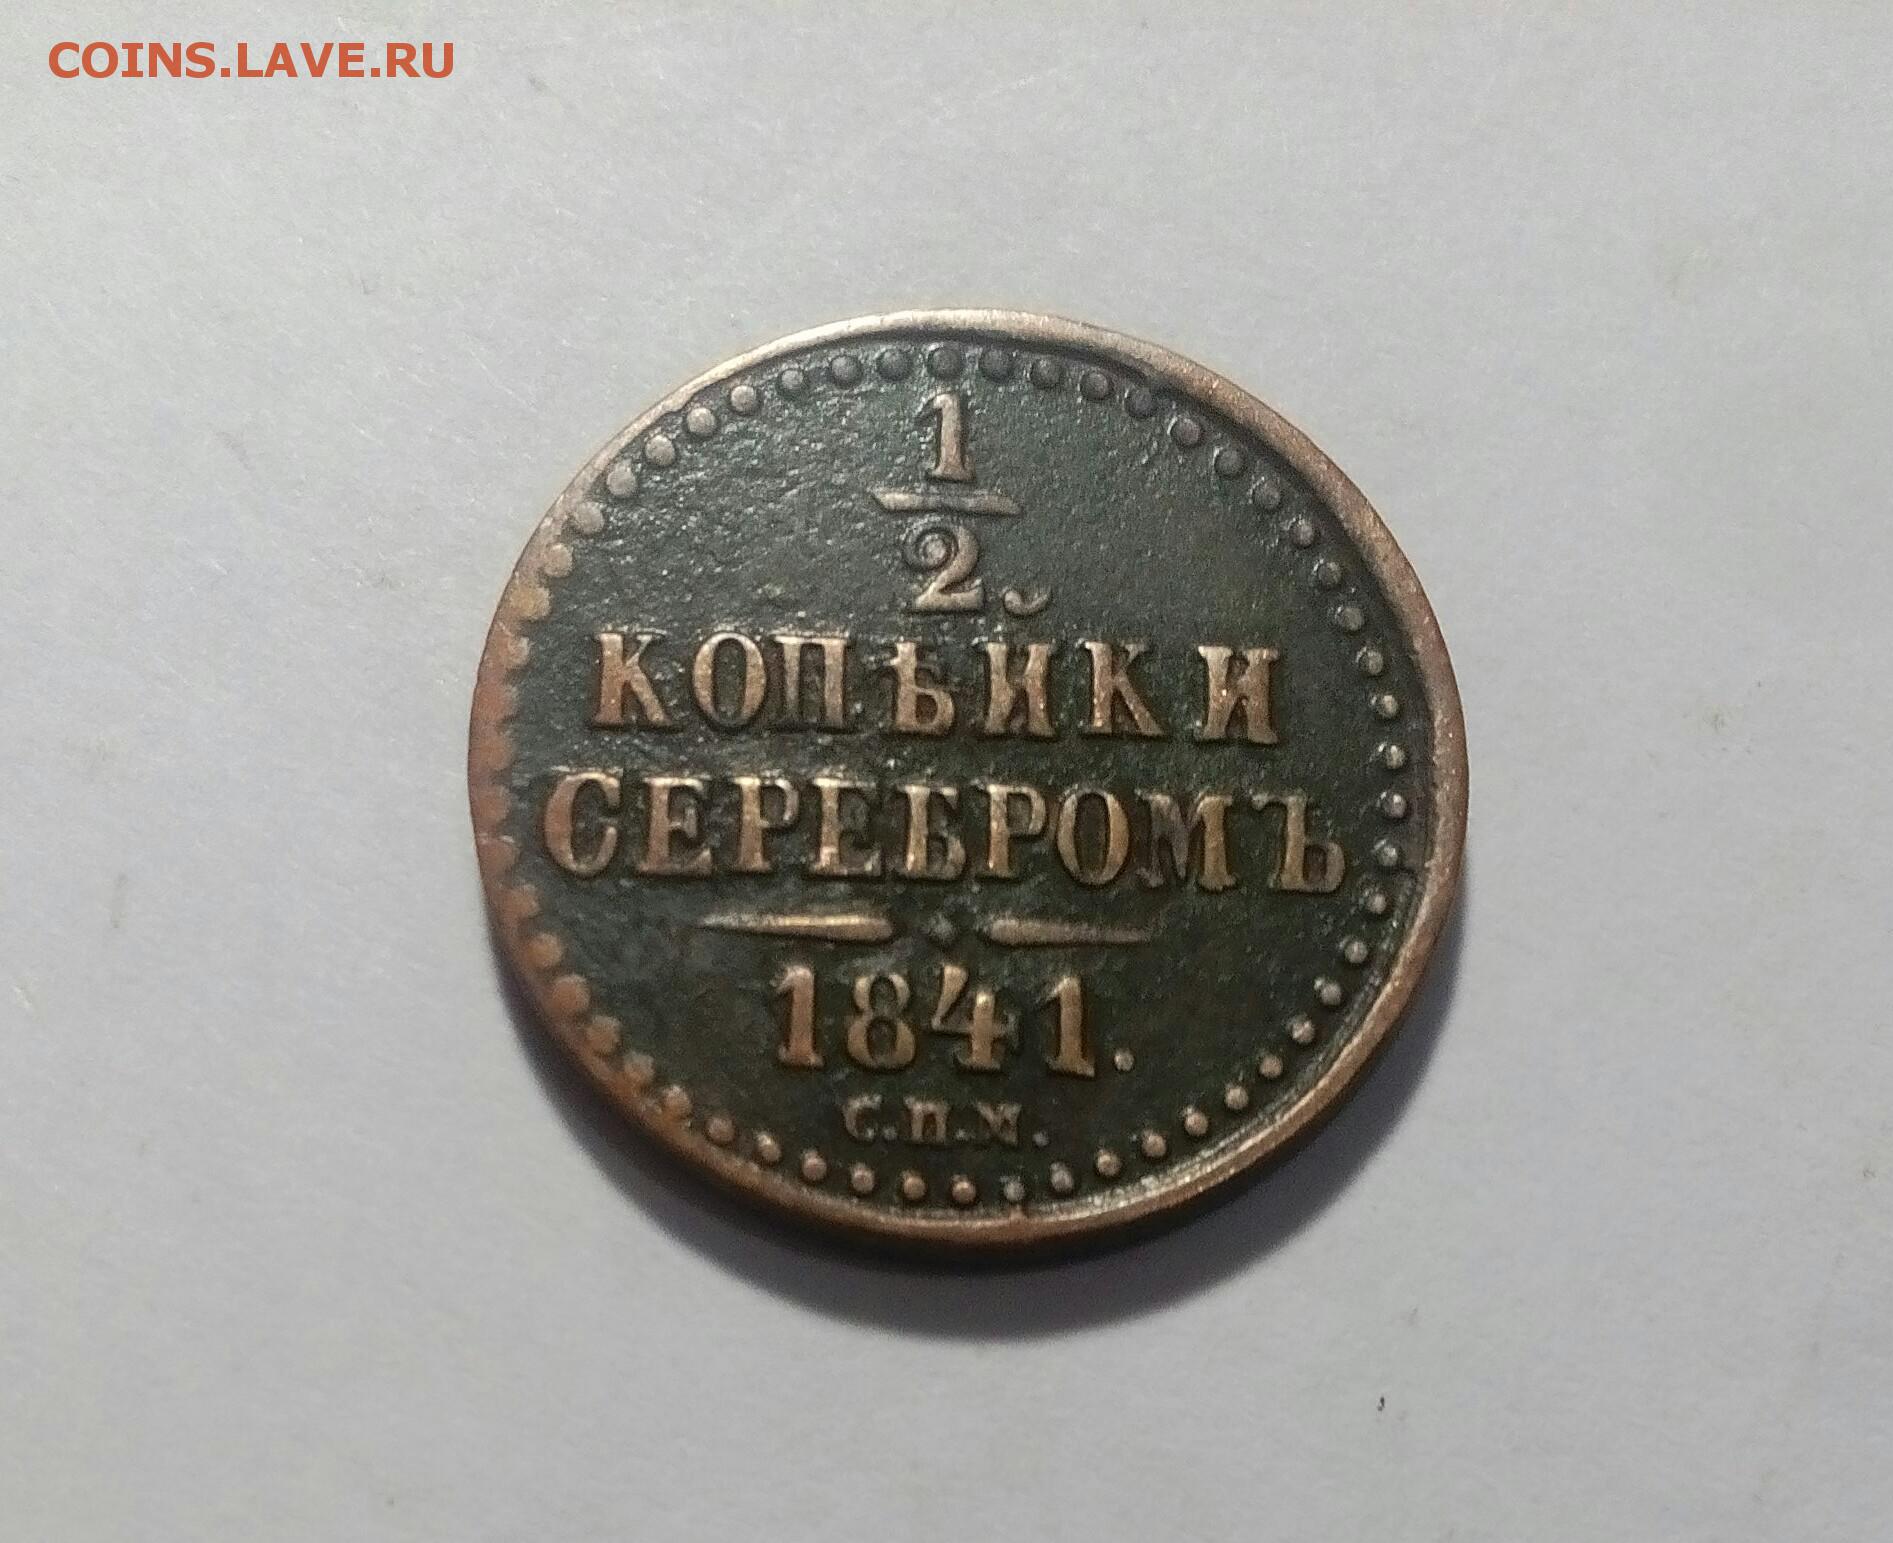 COINS.LAVE.RU
1
2.
КОПѢЙКИ
СЕРЕБРОМЪ
1841.
С.П.М.